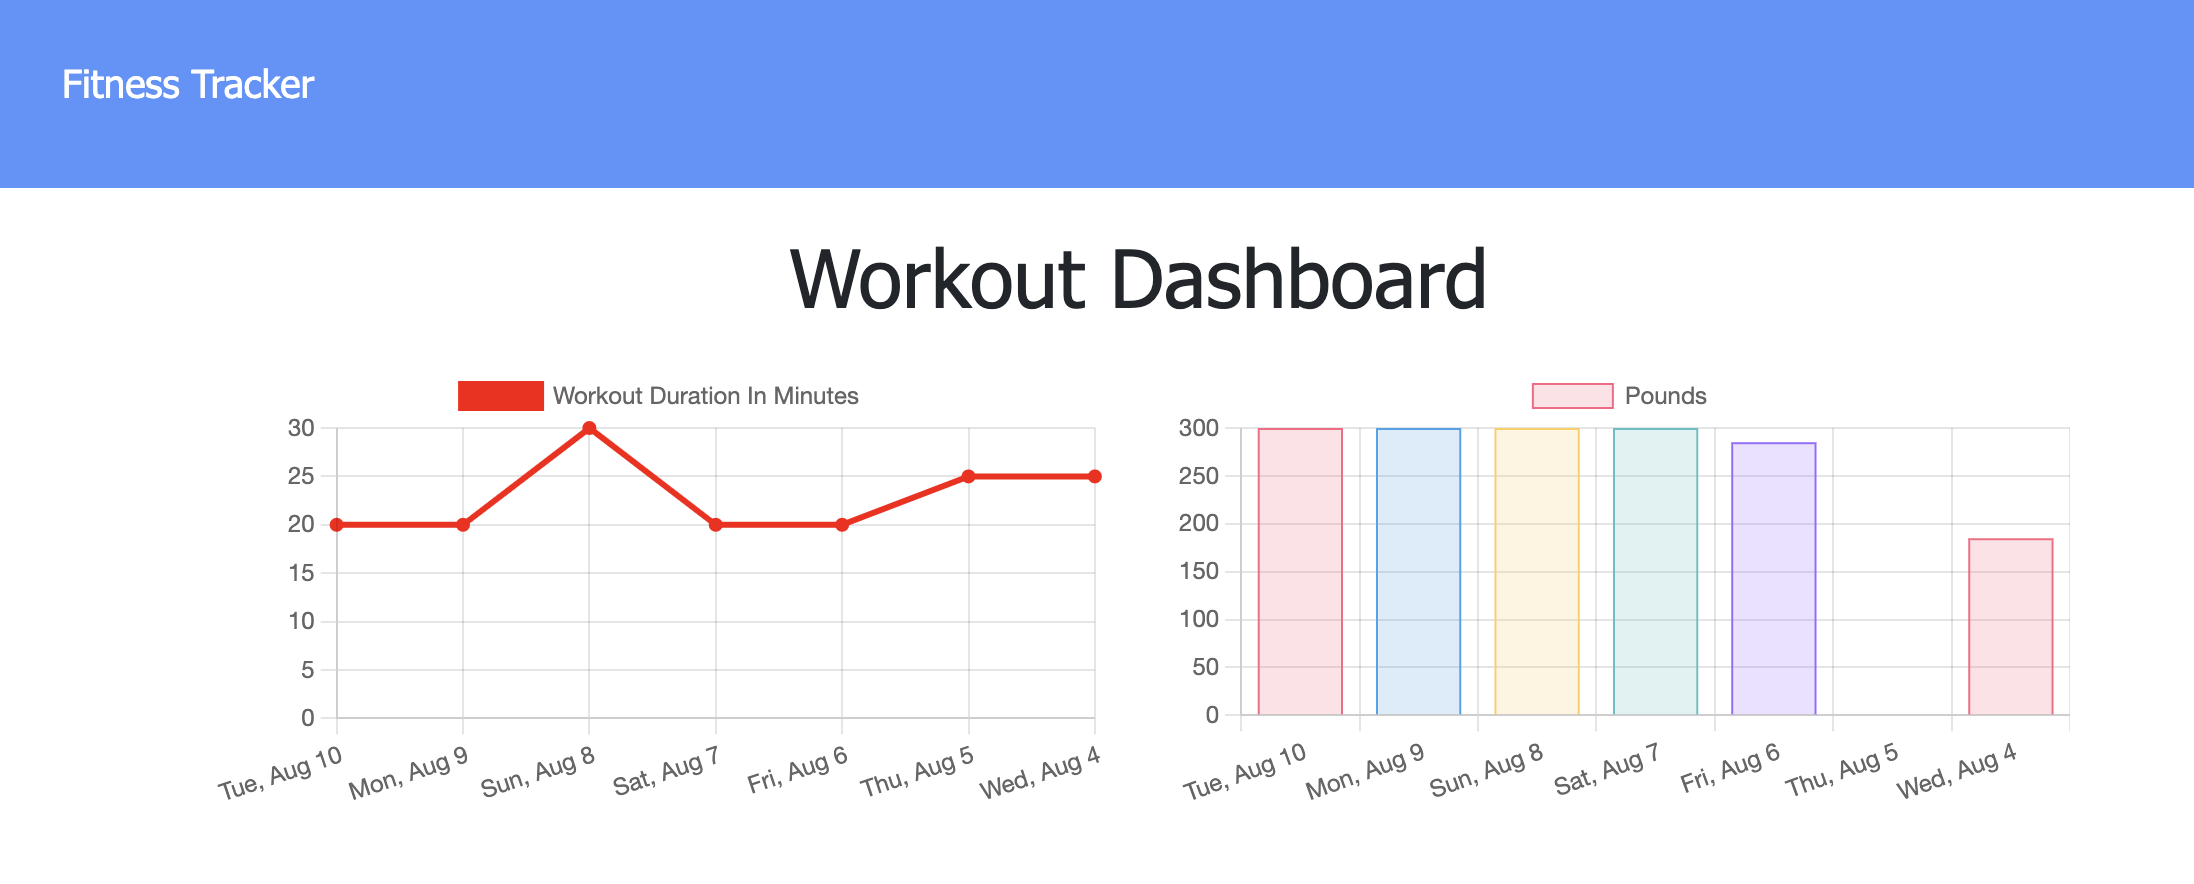 Fitness Tracker
Workout Dashboard
Workout Duration In Minutes
30
25
20
15
10
5
0
Tue, Aug 10
Mon, Aug 9
Sun, Aug 8
Sat, Aug 7
Fri, Aug 6
Thu, Aug 5
Wed, Aug 4
Pounds
300
250
200
150
100
50
0
Tue, Aug 10
Mon, Aug 9
Sun, Aug 8
Sat, Aug 7
Fri, Aug 6
Thu, Aug 5
Wed, Aug 4